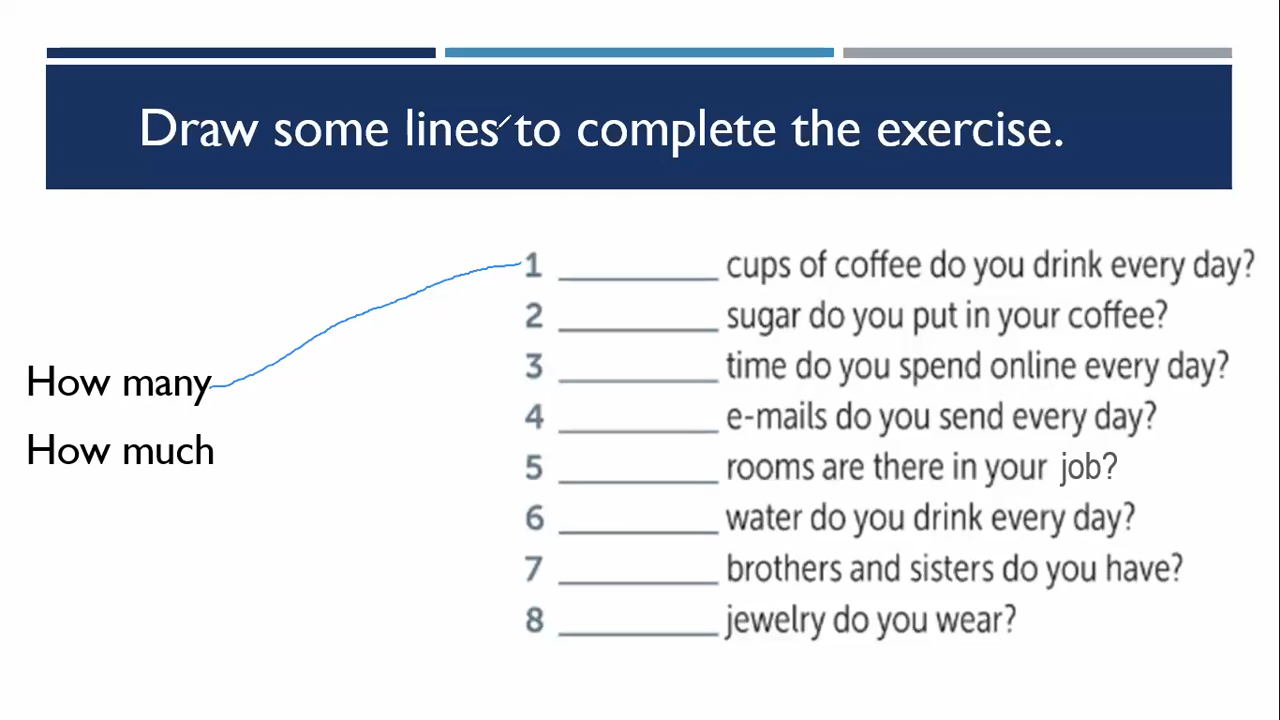 Draw some lines to complete the exercise.
1 __________ cups of coffee do you drink every day?
2 __________ sugar do you put in your coffee?
3 __________ time do you spend online every day?
How many
4 __________ e-mails do you send every day?
How much
5 __________ rooms are there in your job?
6 __________ water do you drink every day?
7 __________ brothers and sisters do you have?
8 __________ jewelry do you wear?